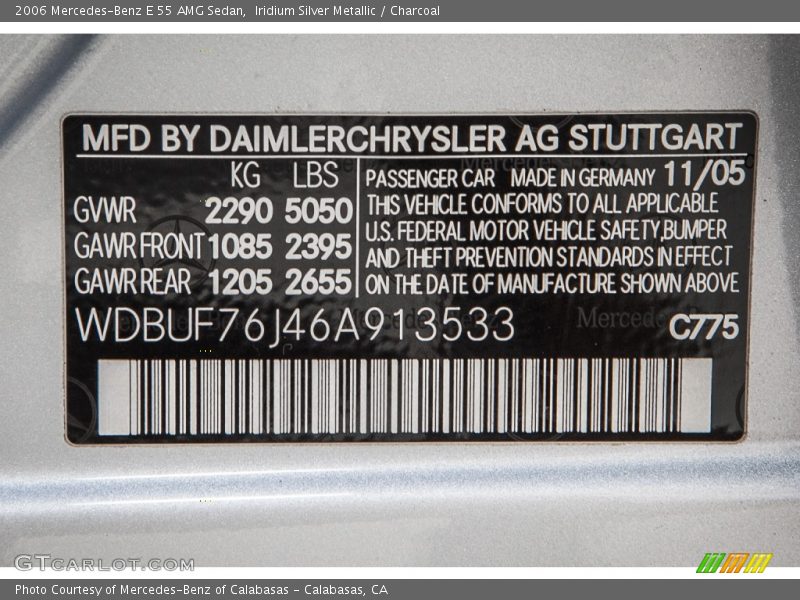 2006 Mercedes-Benz E 55 AMG Sedan,  Iridium Silver Metallic / Charcoal
MFD BY DAIMLERCHRYSLER AG STUTTGART
KG LBS
GVWR 2290 5050
GAWR FRONT 1085 2395
GAWR REAR 1205 2655
PASSENGER CAR MADE IN GERMANY 11/05
THIS VEHICLE CONFORMS TO ALL APPLICABLE
U.S. FEDERAL MOTOR VEHICLE SAFETY,BUMPER
AND THEFT PREVENTION STANDARDS IN EFFECT
ON THE DATE OF MANUFACTURE SHOWN ABOVE
WDBUF76J46A913533
C775
GTCARLOT.COM
Photo Courtesy of Mercedes-Benz of Calabasas - Calabasas, CA